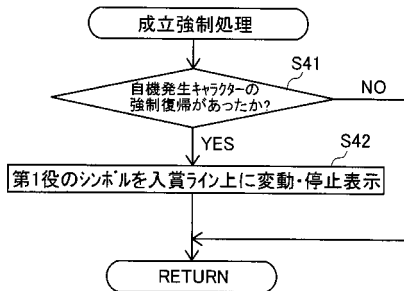 成立強制処理
S41
自機発生キャラクターの
強制復帰があったか?
NO
YES
S42
第1役のシンボルを入賞ライン上に変動・停止表示
RETURN